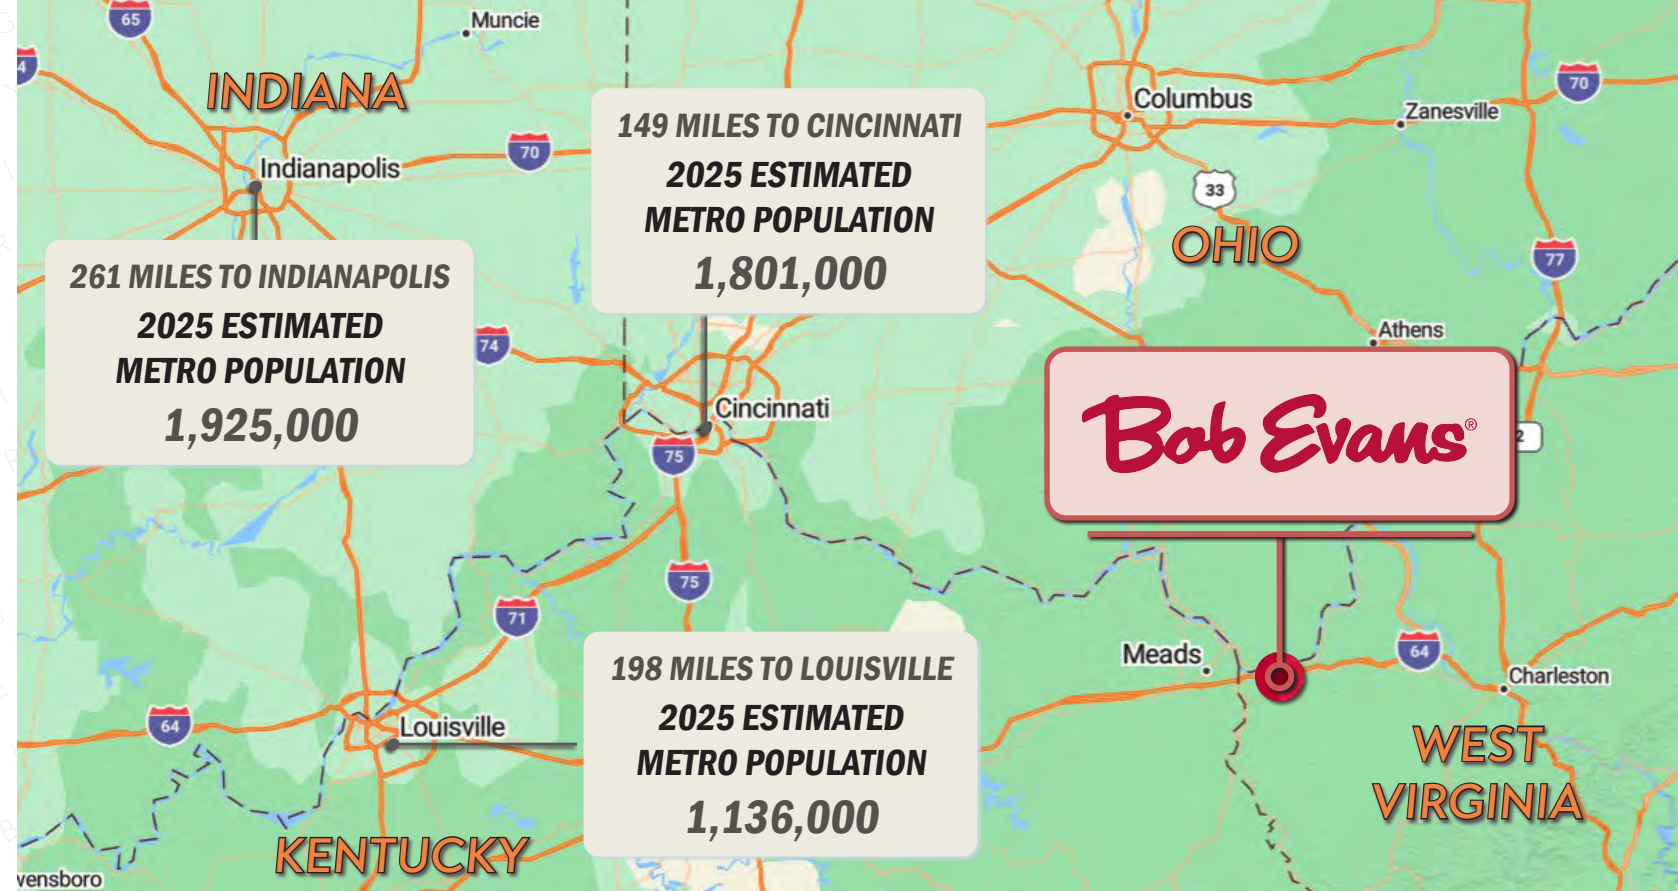 65
Muncie
4
INDIANA
70
Columbus
Zanesville
70
149 MILES TO CINCINNATI
2025 ESTIMATED
METRO POPULATION
1,801,000
Indianapolis
33
OHIO
77
261 MILES TO INDIANAPOLIS
2025 ESTIMATED
METRO POPULATION
1,925,000
74
Athens
Cincinnati
Bob Evans®
2
75
75
71
198 MILES TO LOUISVILLE
2025 ESTIMATED
METRO POPULATION
1,136,000
Meads
64
Charleston
64
Louisville
WEST
VIRGINIA
KENTUCKY
wensboro